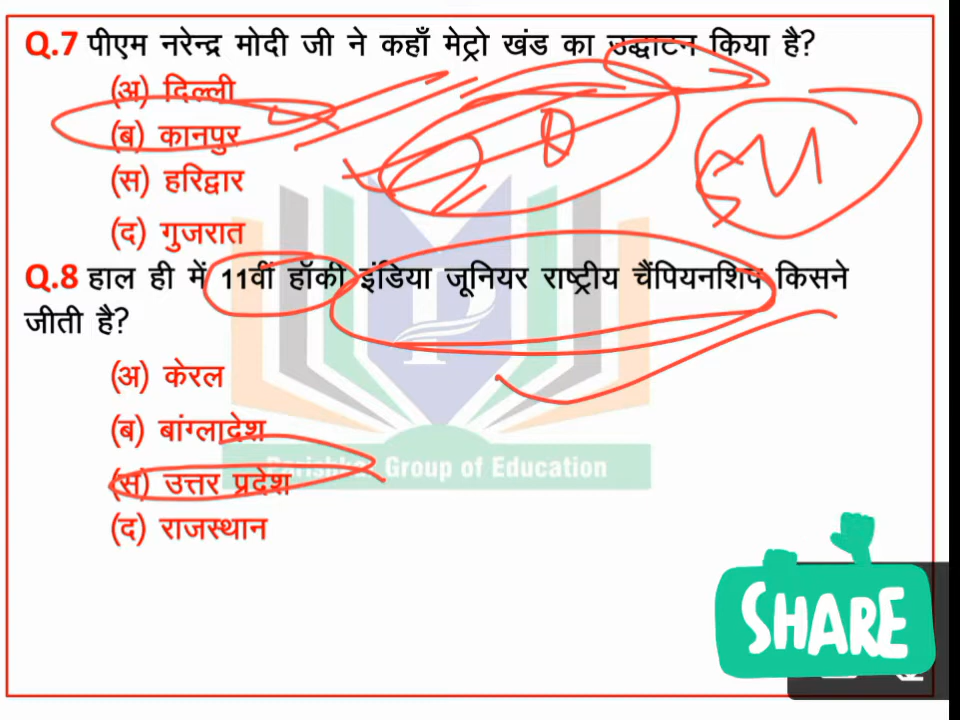 Q.7 पीएम नरेन्द्र मोदी जी ने कहाँ मेट्रो खंड का उद्घाटन किया है?
(अ) दिल्ली
(ब) कानपुर
(स) हरिद्वार
(द) गुजरात
Q.8 हाल ही में 11वीं हॉकी इंडिया जूनियर राष्ट्रीय चैंपियनशिप किसने
जीती है?
(अ) केरल
(ब) बांग्लादेश
(स) उत्तर प्रदेश
(द) राजस्थान
P
Parishkar Group of Education
SHARE